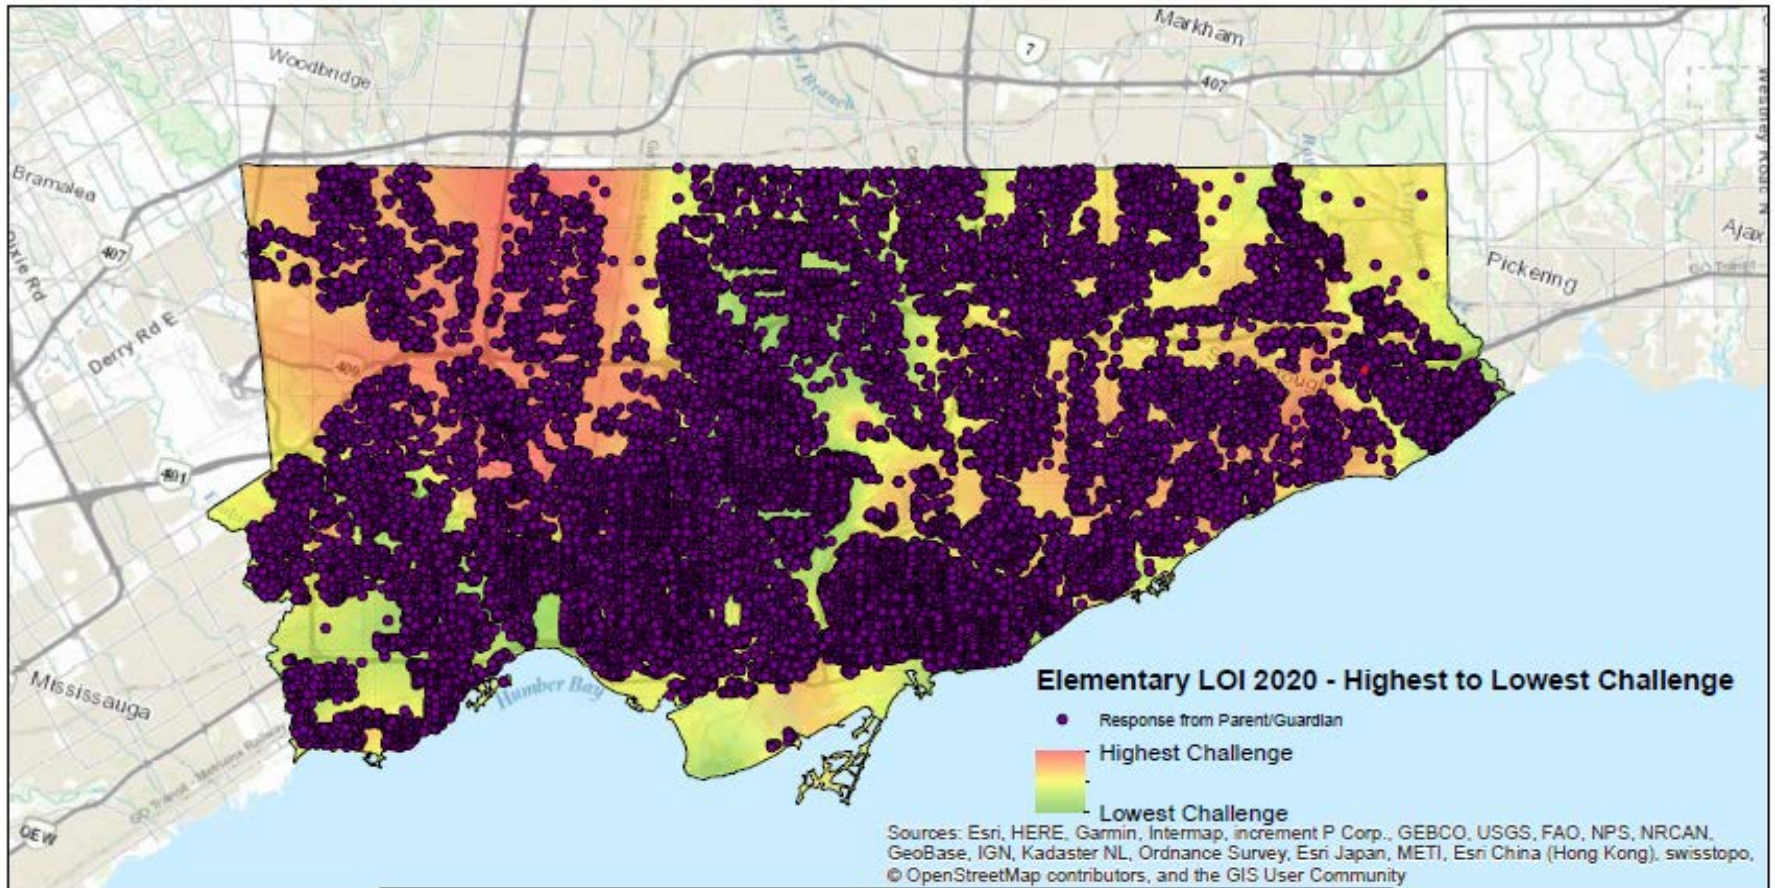 Markham
7
Woodbridge
407
Bramalea
Ajax
Pickering
407
Dixie Rd
Derry Rd E
409
401
Mississauga
Humber Bay
QEW
Elementary LOI 2020 - Highest to Lowest Challenge
Response from Parent/Guardian
Highest Challenge
Lowest Challenge
Sources: Esri, HERE, Garmin, Intermap, increment P Corp., GEBCO, USGS, FAO, NPS, NRCAN,
GeoBase, IGN, Kadaster NL, Ordnance Survey, Esri Japan, METI, Esri China (Hong Kong), swisstopo,
© OpenStreetMap contributors, and the GIS User Community